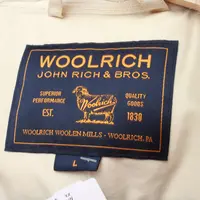 WOOLRICH
JOHN RICH & BROS.
SUPERIOR PERFORMANCE
QUALITY GOODS
Woolrich
EST.
1830
WOOLRICH WOOLEN MILLS - WOOLRICH, PA
L